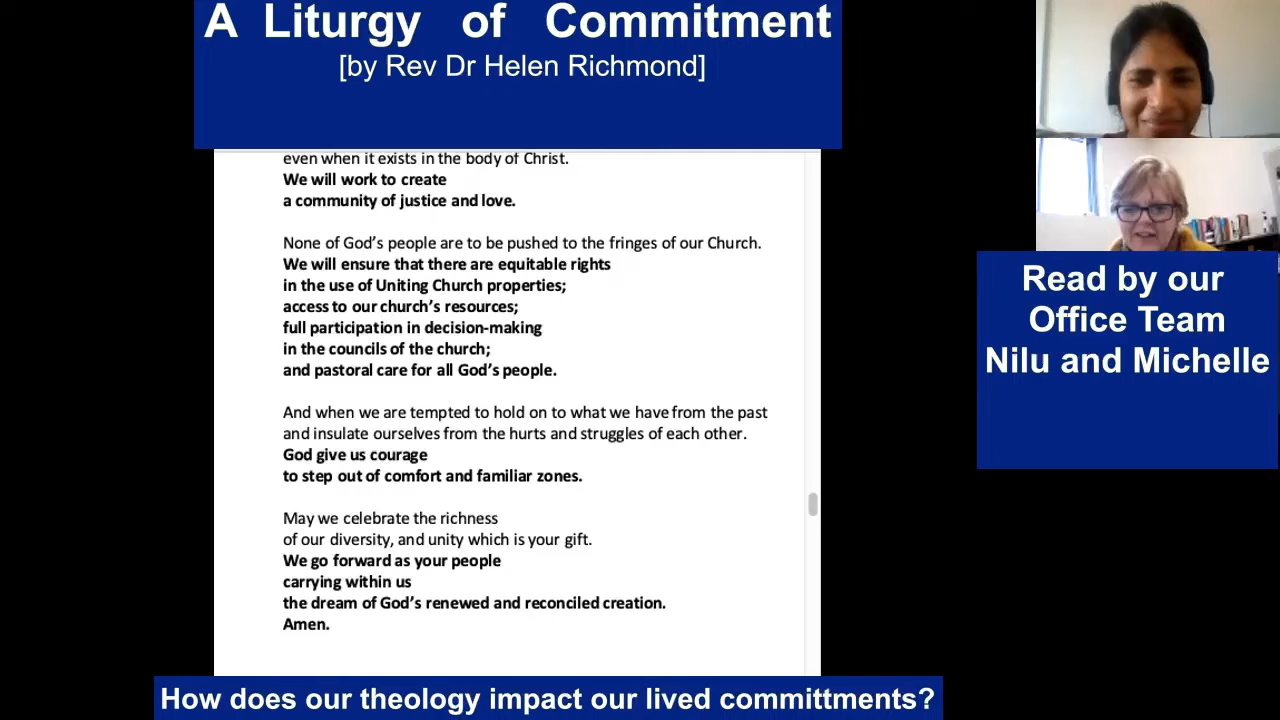 A Liturgy of Commitment
[by Rev Dr Helen Richmond]
even when it exists in the body of Christ.
We will work to create
a community of justice and love.
None of God’s people are to be pushed to the fringes of our Church.
We will ensure that there are equitable rights
in the use of Uniting Church properties;
access to our church’s resources;
full participation in decision-making
in the councils of the church;
and pastoral care for all God’s people.
And when we are tempted to hold on to what we have from the past
and insulate ourselves from the hurts and struggles of each other.
God give us courage
to step out of comfort and familiar zones.
May we celebrate the richness
of our diversity, and unity which is your gift.
We go forward as your people
carrying within us
the dream of God’s renewed and reconciled creation.
Amen.
Read by our
Office Team
Nilu and Michelle
How does our theology impact our lived committments?